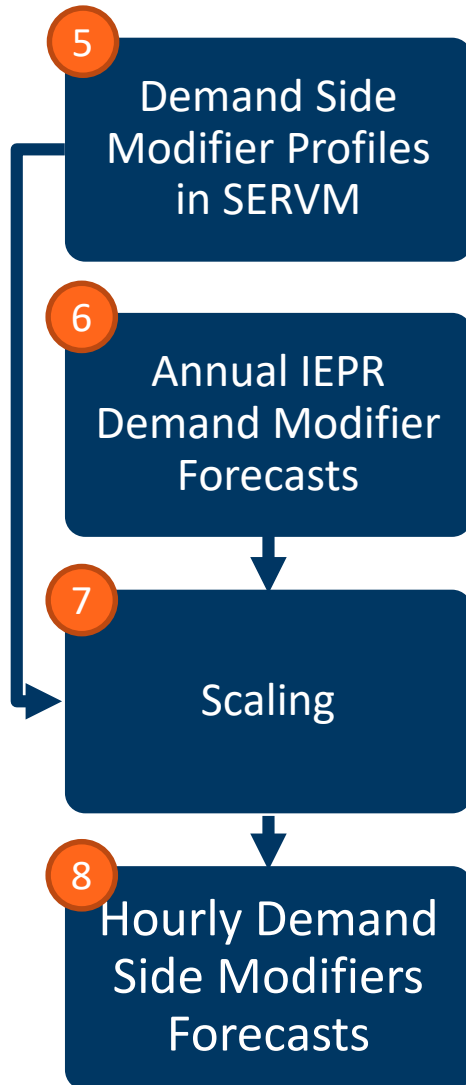 5
Demand Side
Modifier Profiles
in SERVM
6
Annual IEPR
Demand Modifier
Forecasts
7
Scaling
8
Hourly Demand
Side Modifiers
Forecasts